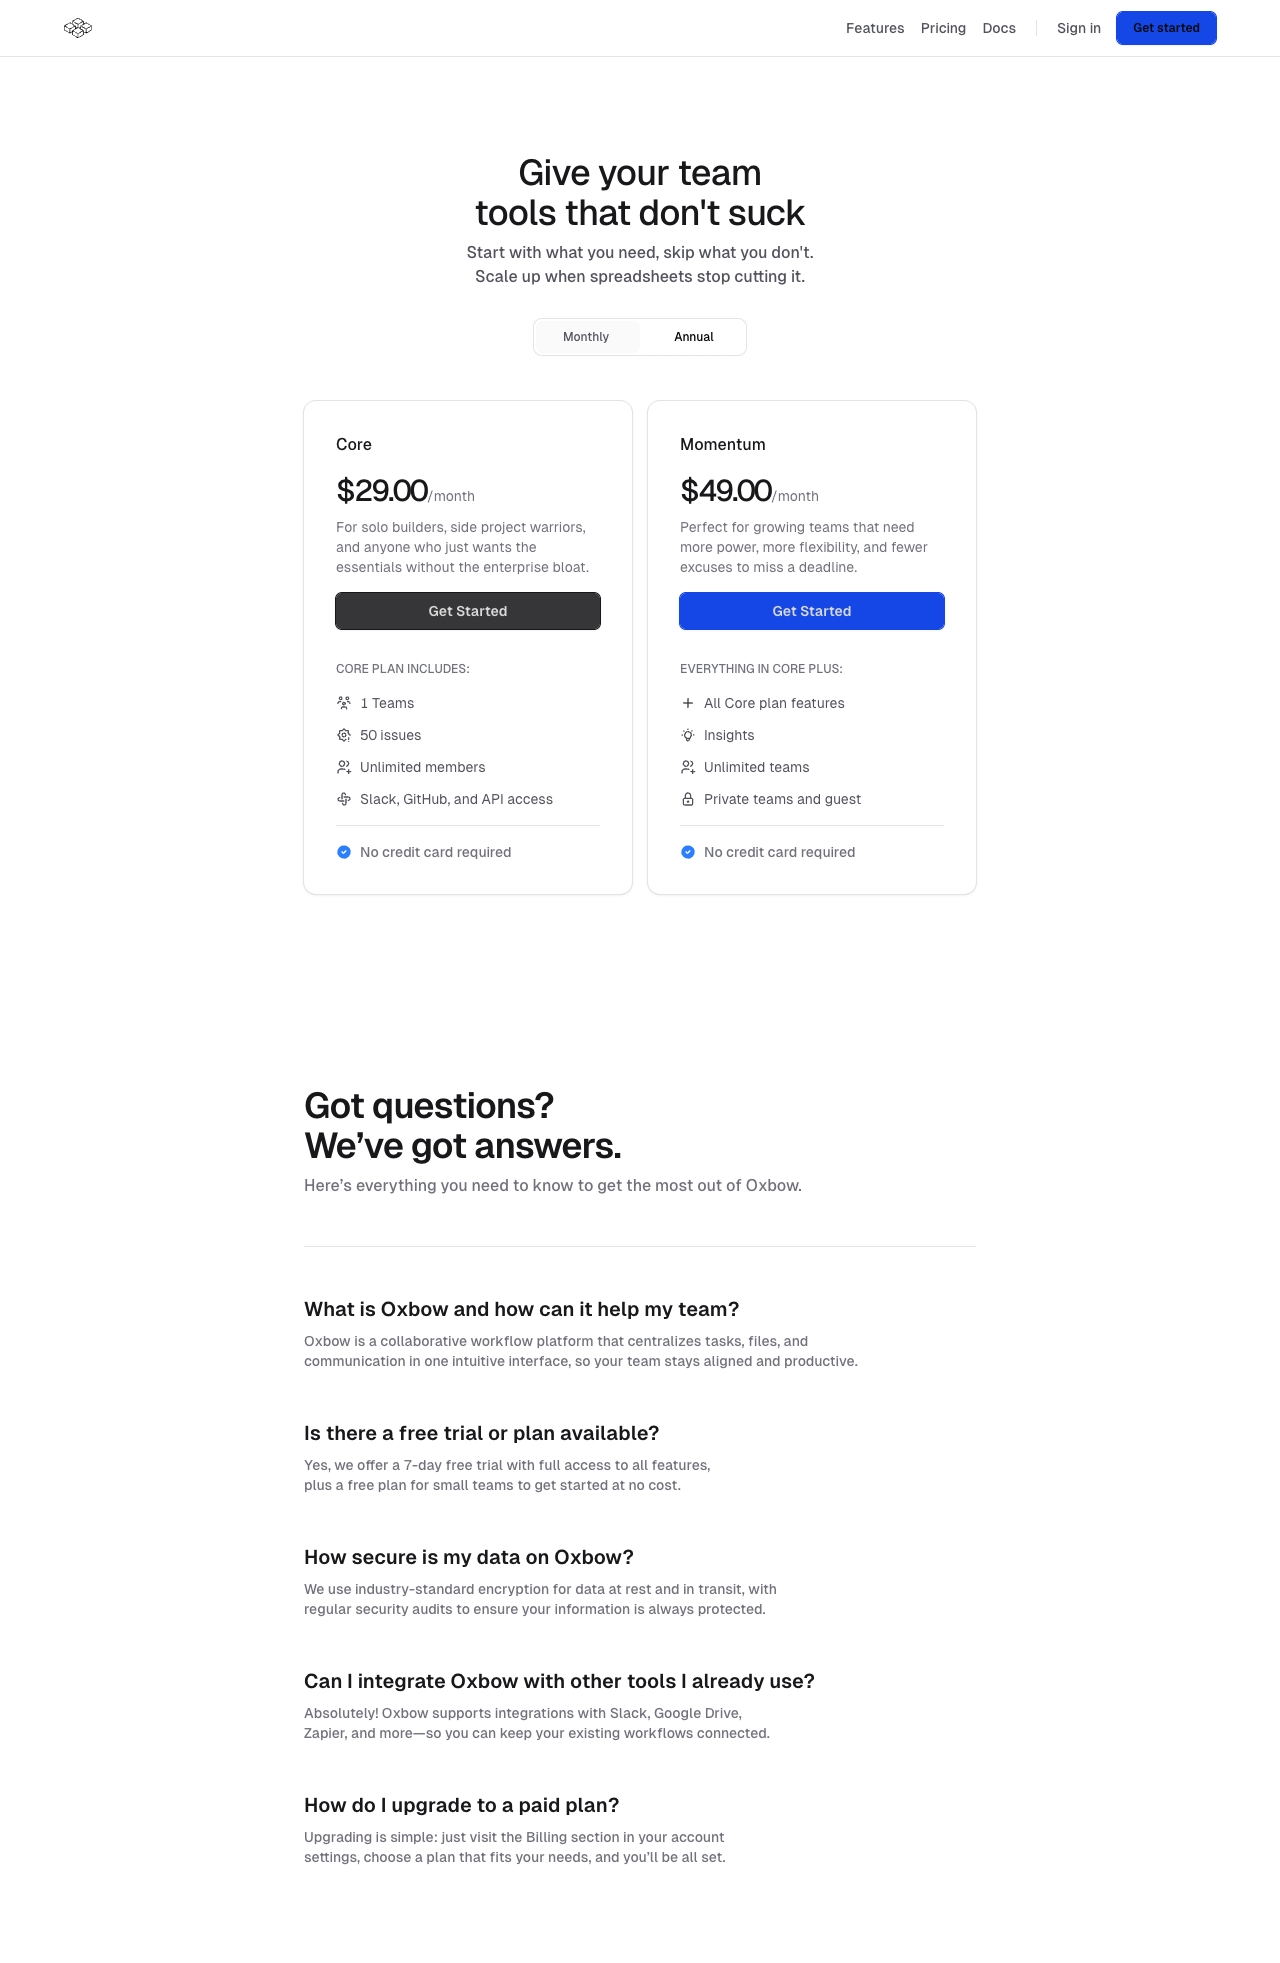 Features
Pricing
Docs
Sign in
Get started
Give your team
tools that don't suck
Start with what you need, skip what you don't.
Scale up when spreadsheets stop cutting it.
Monthly
Annual
Core
$29.00/month
For solo builders, side project warriors,
and anyone who just wants the
essentials without the enterprise bloat.
Get Started
CORE PLAN INCLUDES:
1 Teams
50 issues
Unlimited members
Slack, GitHub, and API access
No credit card required
Momentum
$49.00/month
Perfect for growing teams that need
more power, more flexibility, and fewer
excuses to miss a deadline.
Get Started
EVERYTHING IN CORE PLUS:
All Core plan features
Insights
Unlimited teams
Private teams and guest
No credit card required
Got questions?
We’ve got answers.
Here’s everything you need to know to get the most out of Oxbow.
What is Oxbow and how can it help my team?
Oxbow is a collaborative workflow platform that centralizes tasks, files, and
communication in one intuitive interface, so your team stays aligned and productive.
Is there a free trial or plan available?
Yes, we offer a 7-day free trial with full access to all features,
plus a free plan for small teams to get started at no cost.
How secure is my data on Oxbow?
We use industry-standard encryption for data at rest and in transit, with
regular security audits to ensure your information is always protected.
Can I integrate Oxbow with other tools I already use?
Absolutely! Oxbow supports integrations with Slack, Google Drive,
Zapier, and more—so you can keep your existing workflows connected.
How do I upgrade to a paid plan?
Upgrading is simple: just visit the Billing section in your account
settings, choose a plan that fits your needs, and you’ll be all set.